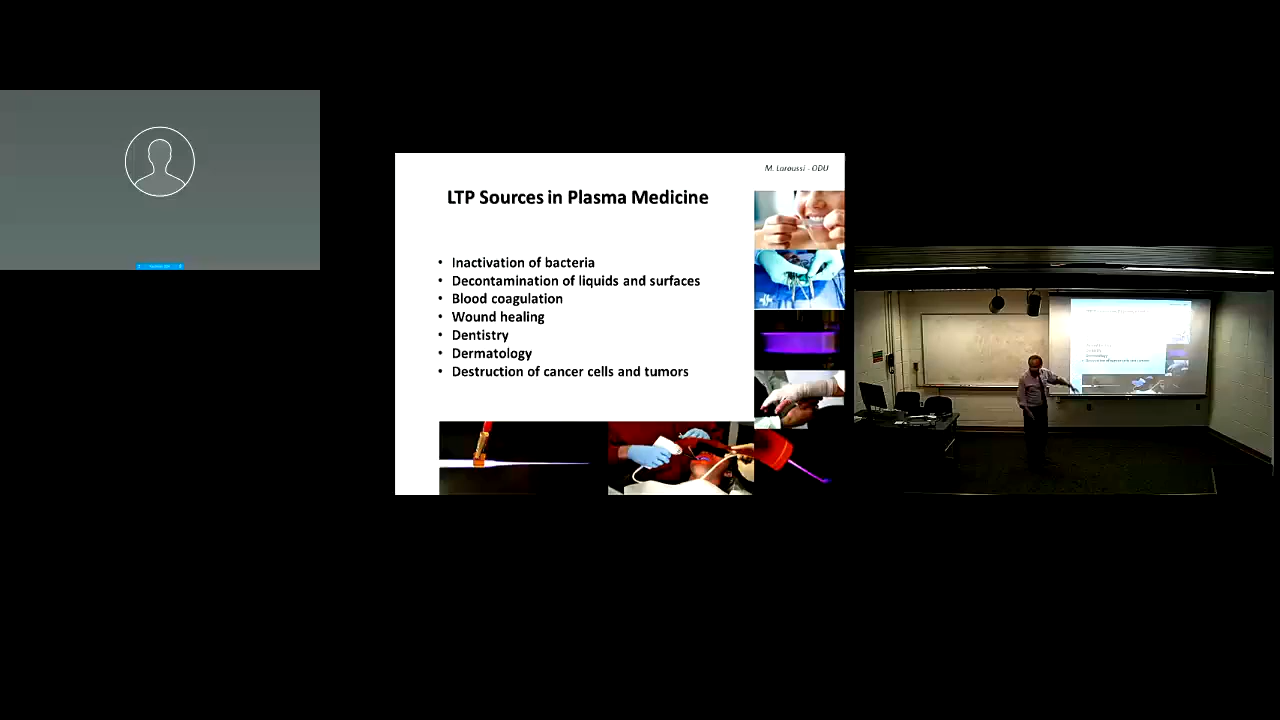 M. Laroussi - ODU
LTP Sources in Plasma Medicine
• Inactivation of bacteria
• Decontamination of liquids and surfaces
• Blood coagulation
• Wound healing
• Dentistry
• Dermatology
• Destruction of cancer cells and tumors